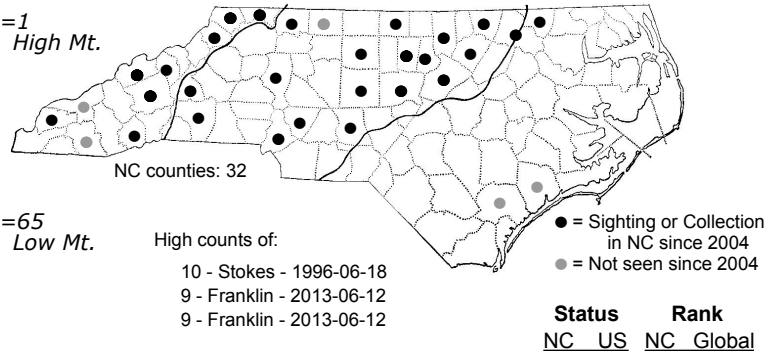 =1
High Mt.
NC counties: 32
=65
Low Mt.
High counts of:
10 - Stokes - 1996-06-18
9 - Franklin - 2013-06-12
9 - Franklin - 2013-06-12
= Sighting or Collection
in NC since 2004
= Not seen since 2004
Status Rank
NC US NC Global